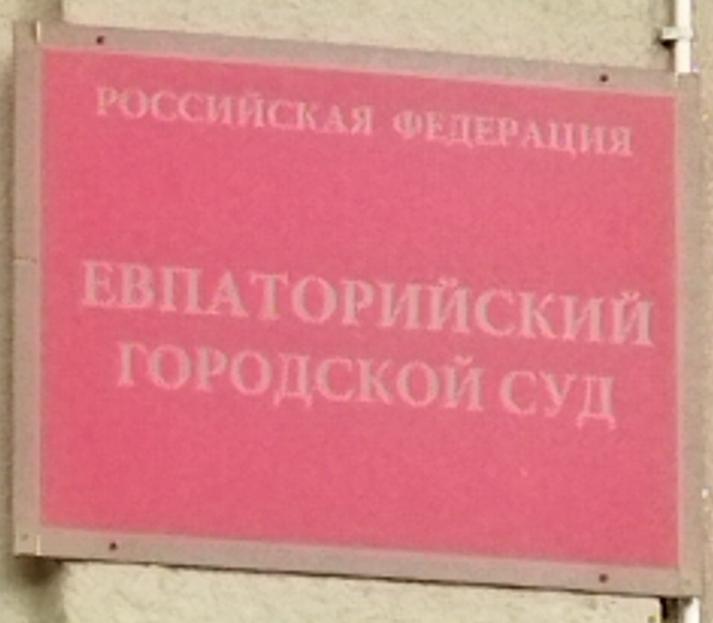 РОССИЙСКАЯ ФЕДЕРАЦИЯ
ЕВПАТОРИЙСКИЙ
ГОРОДСКОЙ СУД